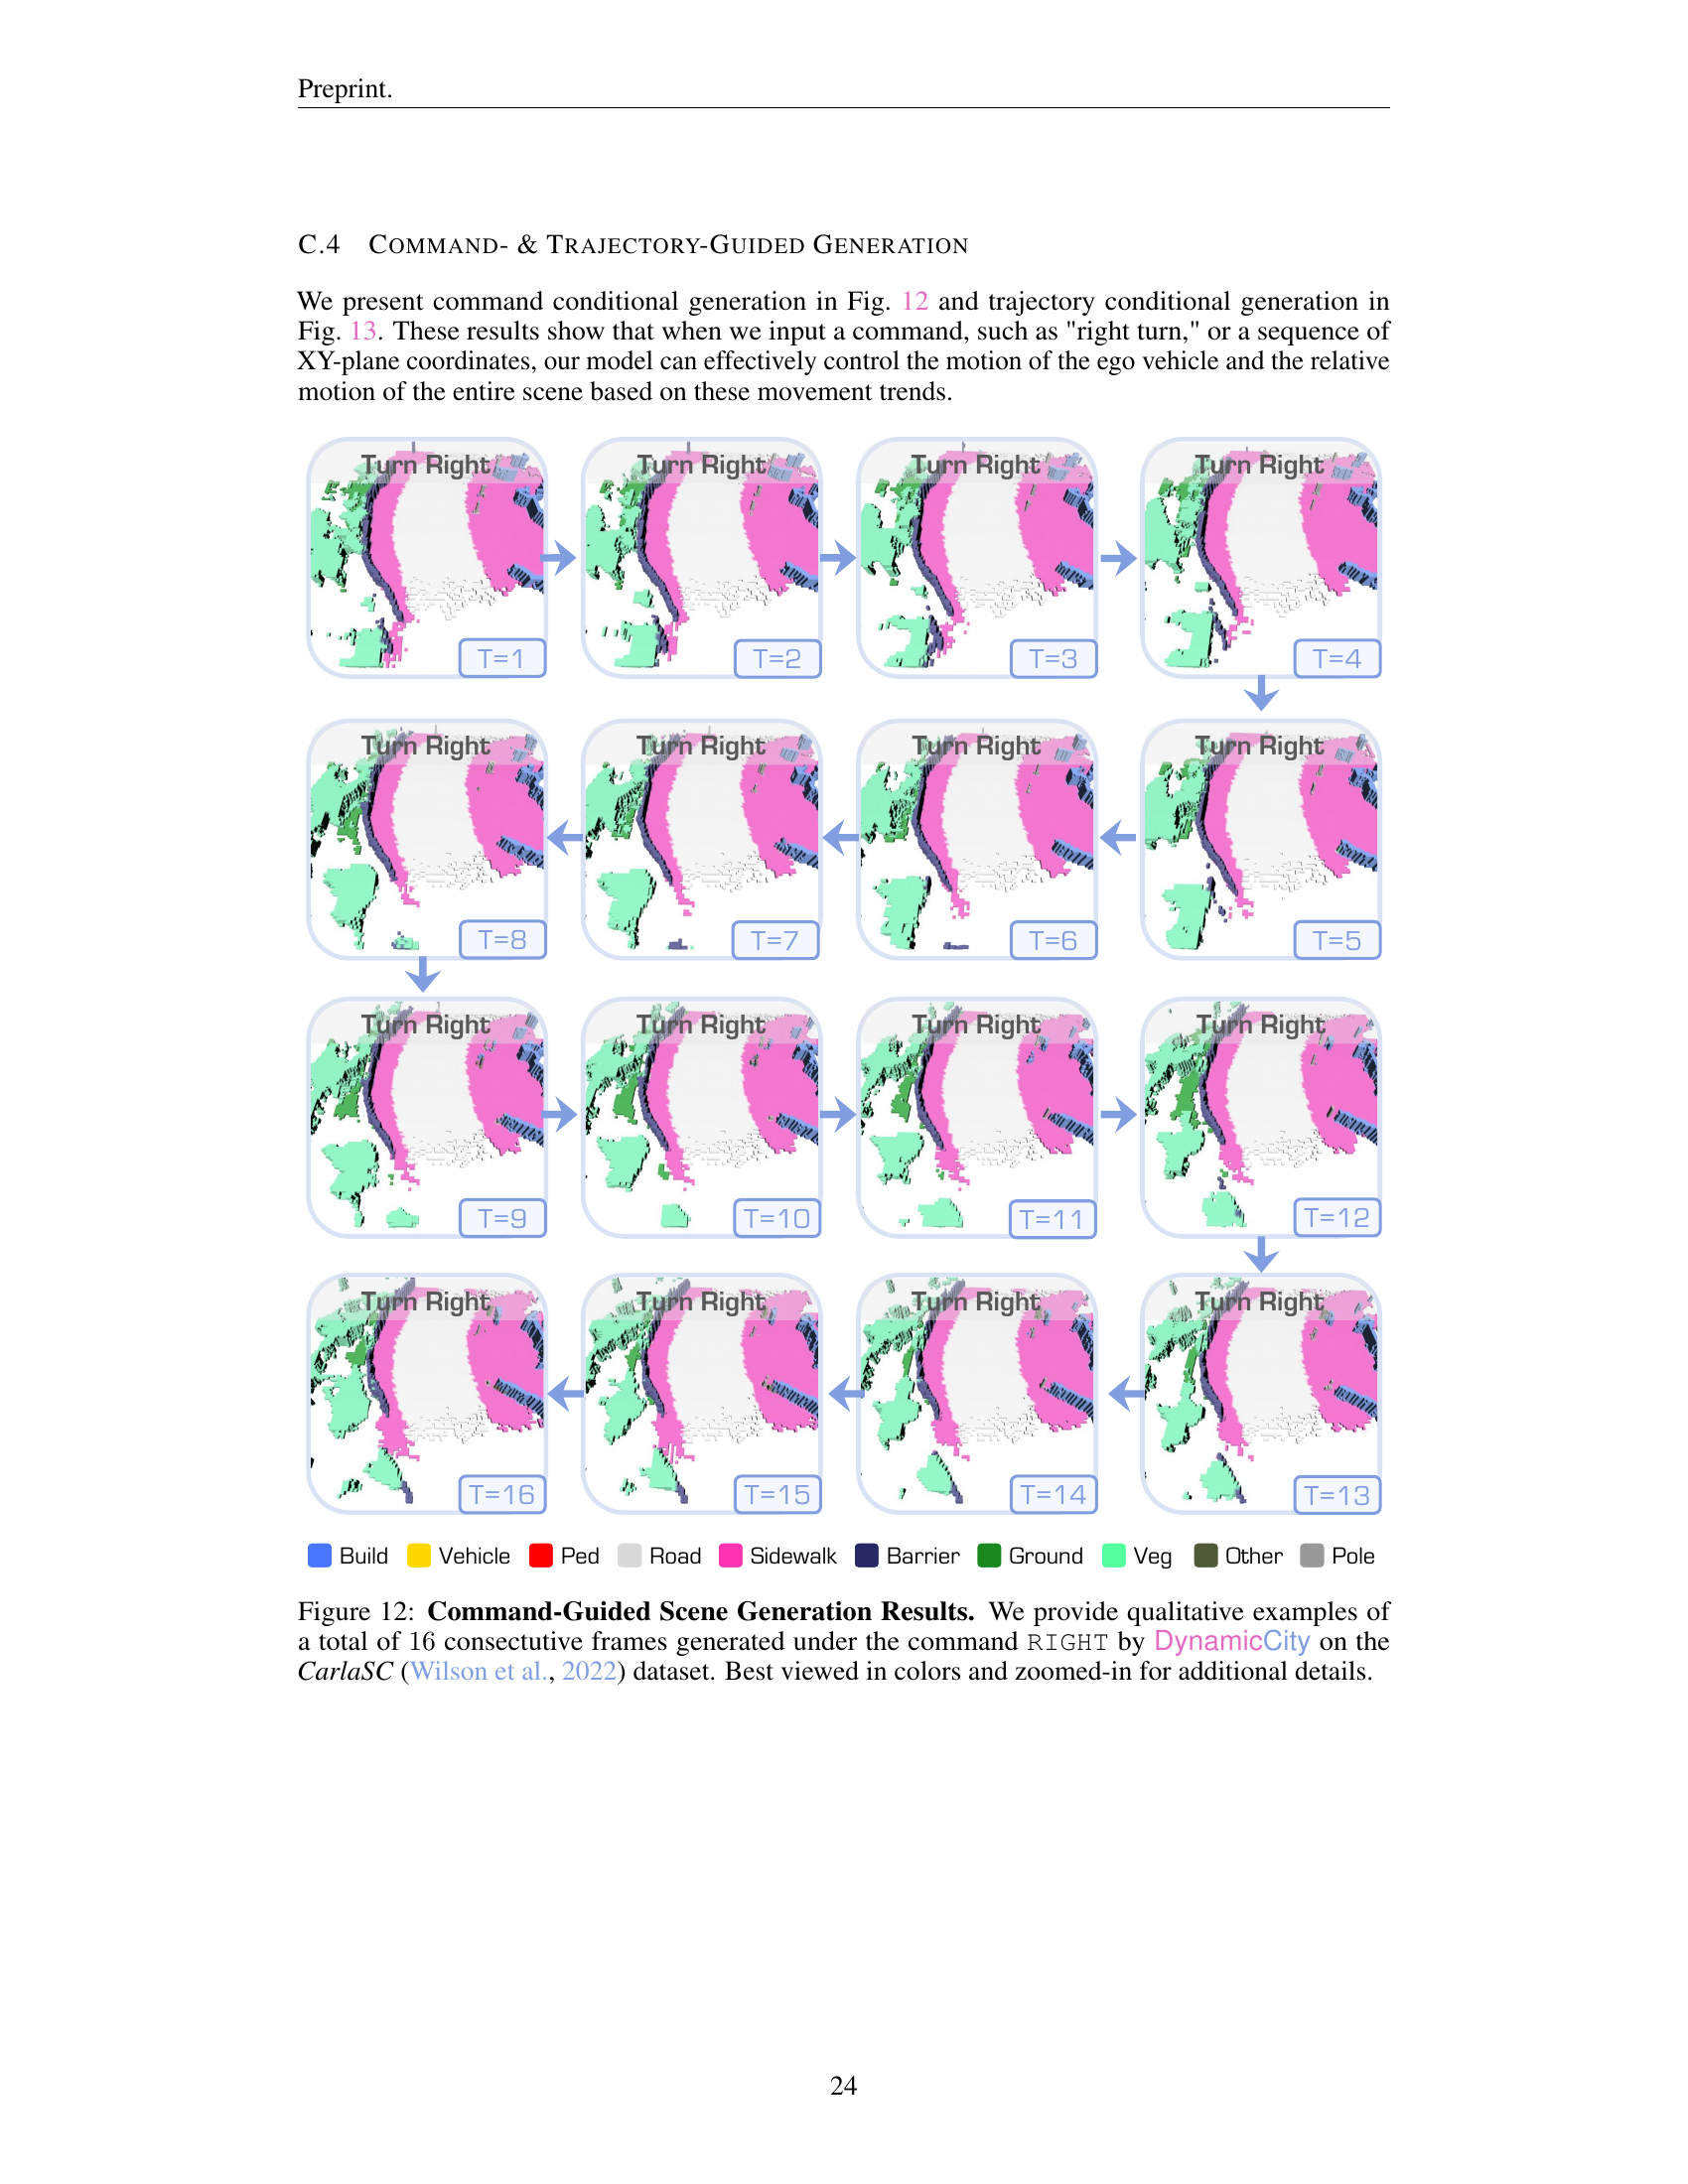 Preprint.
C.4 COMMAND- & TRAJECTORY-GUIDED GENERATION
We present command conditional generation in Fig. 12 and trajectory conditional generation in
Fig. 13. These results show that when we input a command, such as "right turn," or a sequence of
XY-plane coordinates, our model can effectively control the motion of the ego vehicle and the relative
motion of the entire scene based on these movement trends.
Turn Right Turn Right Turn Right Turn Right
T=1 T=2 T=3 T=4
Turn Right Turn Right Turn Right Turn Right
T=8 T=7 T=6 T=5
Turn Right Turn Right Turn Right Turn Right
T=9 T=10 T=11 T=12
Turn Right Turn Right Turn Right Turn Right
T=16 T=15 T=14 T=13
Build Vehicle Ped Road Sidewalk Barrier Ground Veg Other Pole
Figure 12: Command-Guided Scene Generation Results. We provide qualitative examples of
a total of 16 consectutive frames generated under the command RIGHT by DynamicCity on the
CarlaSC (Wilson et al., 2022) dataset. Best viewed in colors and zoomed-in for additional details.
24